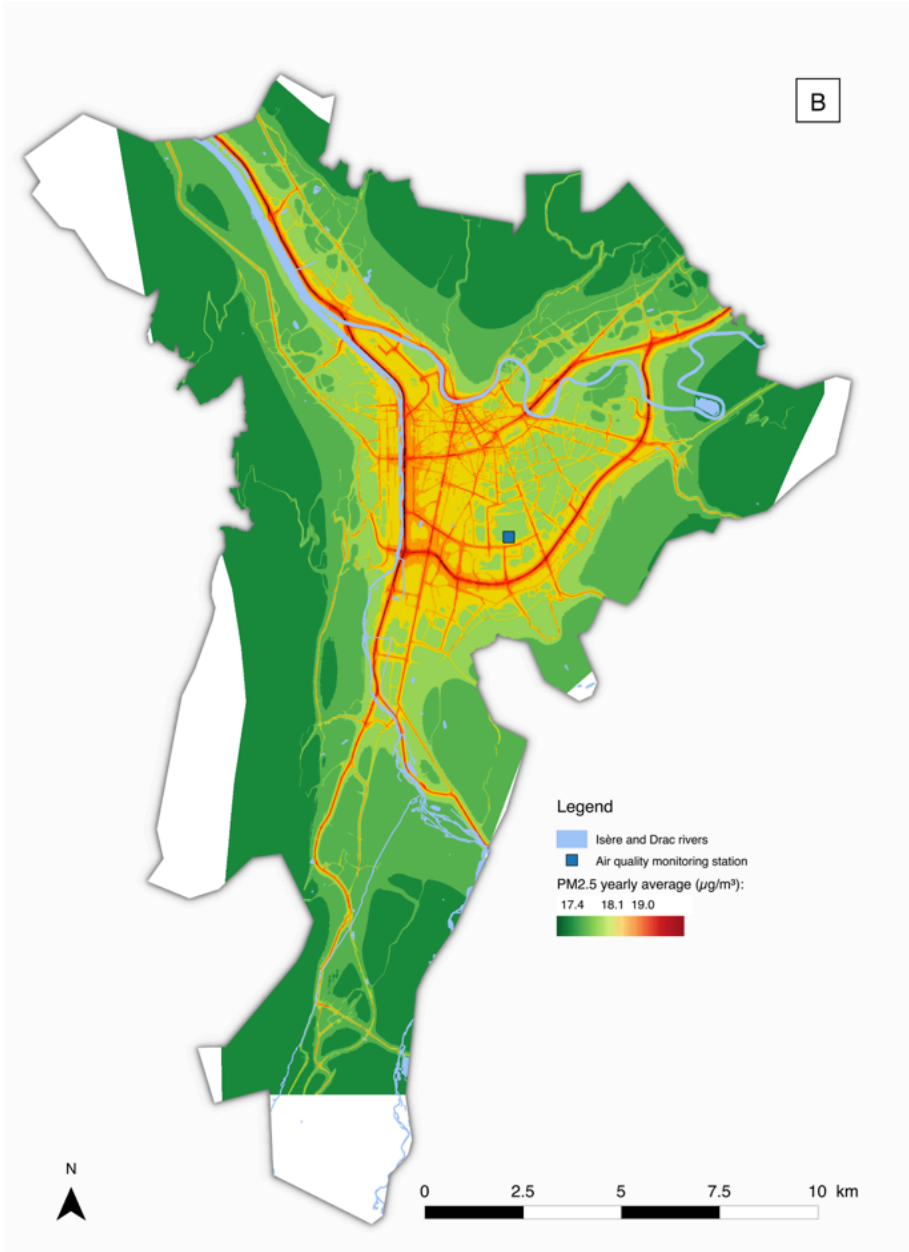 B
Legend
Isère and Drac rivers
Air quality monitoring station
PM2.5 yearly average (µg/m³):
17.4 18.1 19.0
N
0 2.5 5 7.5 10 km